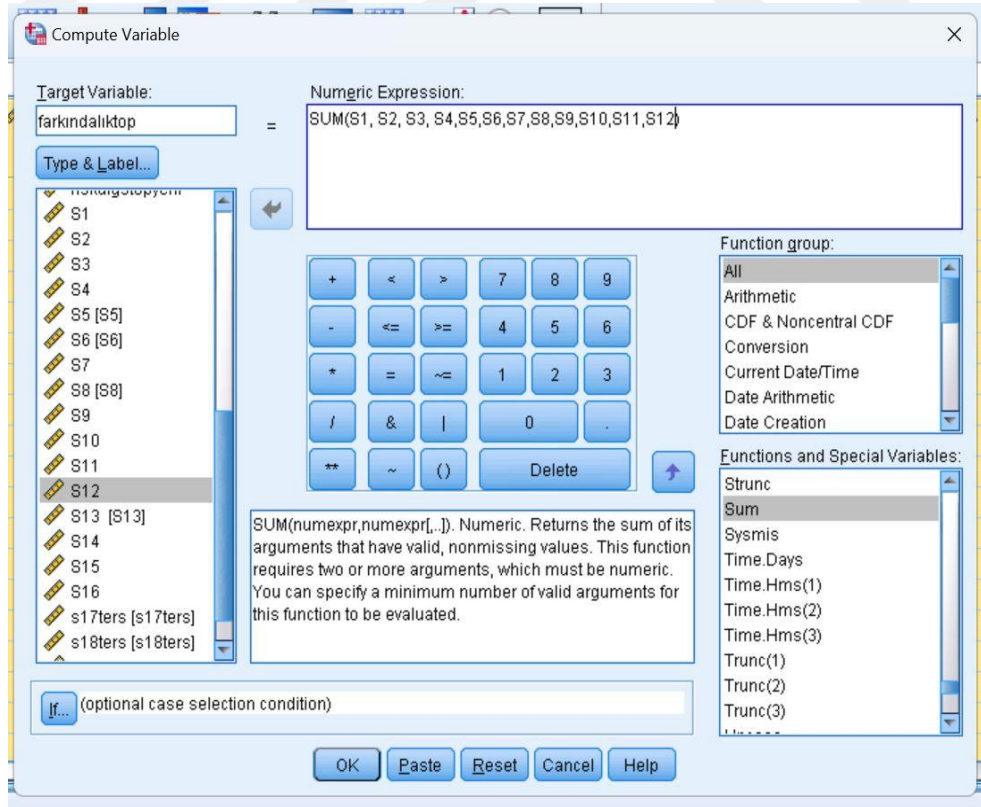 Compute Variable
Target Variable:
farkındalıktop
=
Type & Label...
S1
S2
S3
S4
S5 [S5]
S6 [S6]
S7
S8 [S8]
S9
S10
S11
S12
S13 [S13]
S14
S15
S16
s17ters [s17ters]
s18ters [s18ters]
Numeric Expression:
SUM(S1, S2, S3, S4,S5,S6,S7,S8,S9,S10,S11,S12)
+ < > 7 8 9
- <= >= 4 5 6
* = ~= 1 2 3
/ & | 0 .
** ~ () Delete
SUM(numexpr,numexpr[,..]). Numeric. Returns the sum of its
arguments that have valid, nonmissing values. This function
requires two or more arguments, which must be numeric.
You can specify a minimum number of valid arguments for
this function to be evaluated.
Function group:
All
Arithmetic
CDF & Noncentral CDF
Conversion
Current Date/Time
Date Arithmetic
Date Creation
Functions and Special Variables:
Strunc
Sum
Sysmis
Time.Days
Time.Hms(1)
Time.Hms(2)
Time.Hms(3)
Trunc(1)
Trunc(2)
Trunc(3)
If... (optional case selection condition)
OK Paste Reset Cancel Help